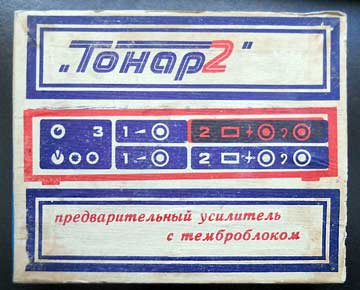 „Тонар2"
3 1 2
1 2
предварительный усилитель
с темброблоком